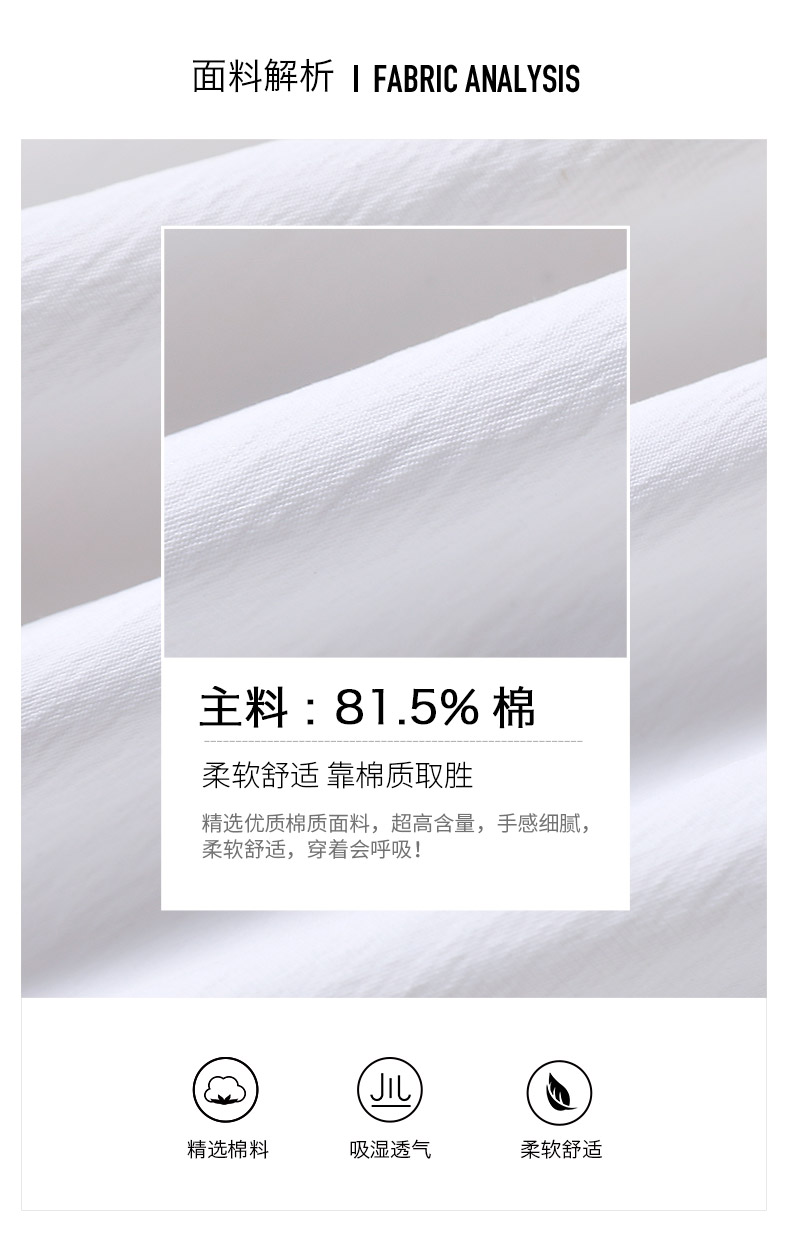 面料解析 | FABRIC ANALYSIS
主料：81.5% 棉
柔软舒适 靠棉质取胜
精选优质棉质面料，超高含量，手感细腻，
柔软舒适，穿着会呼吸！
精选棉料 吸湿透气 柔软舒适